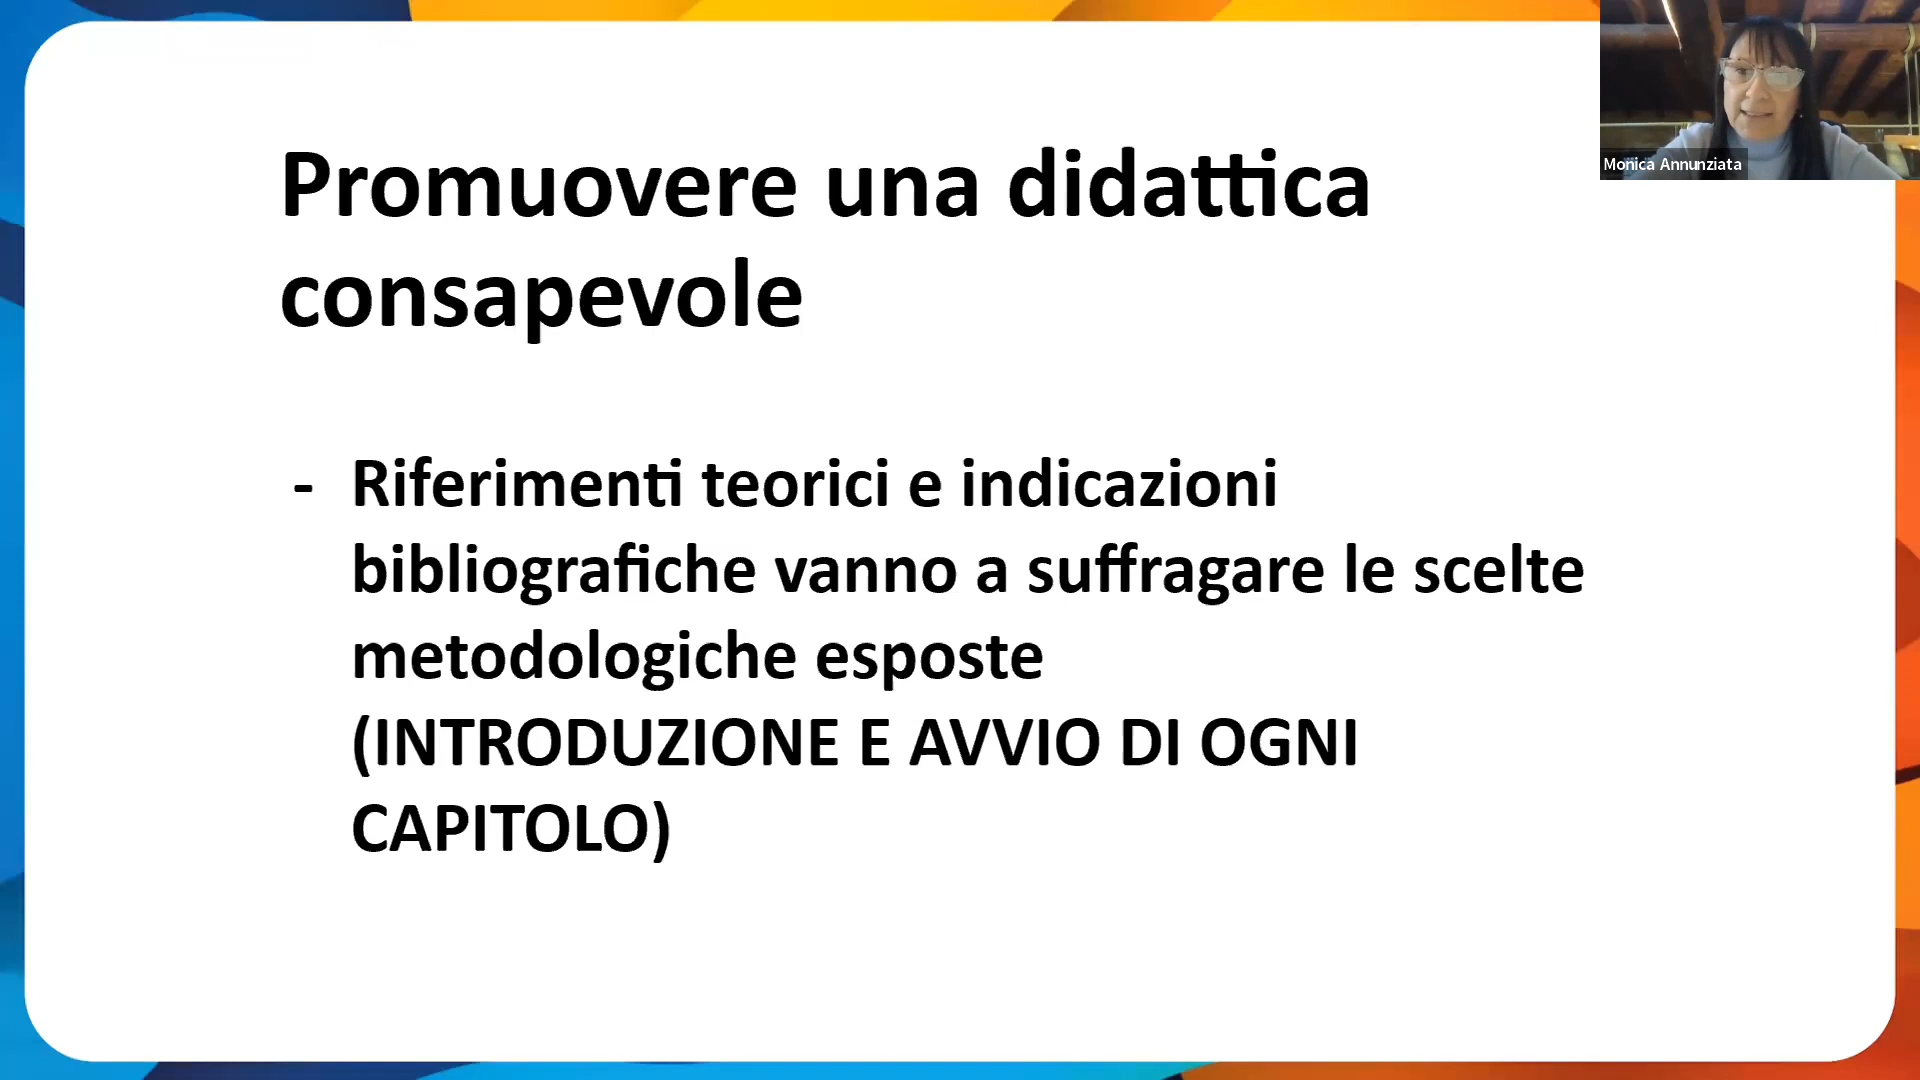 Promuovere una didattica
consapevole
- Riferimenti teorici e indicazioni
bibliografiche vanno a suffragare le scelte
metodologiche esposte
(INTRODUZIONE E AVVIO DI OGNI
CAPITOLO)
Monica Annunziata